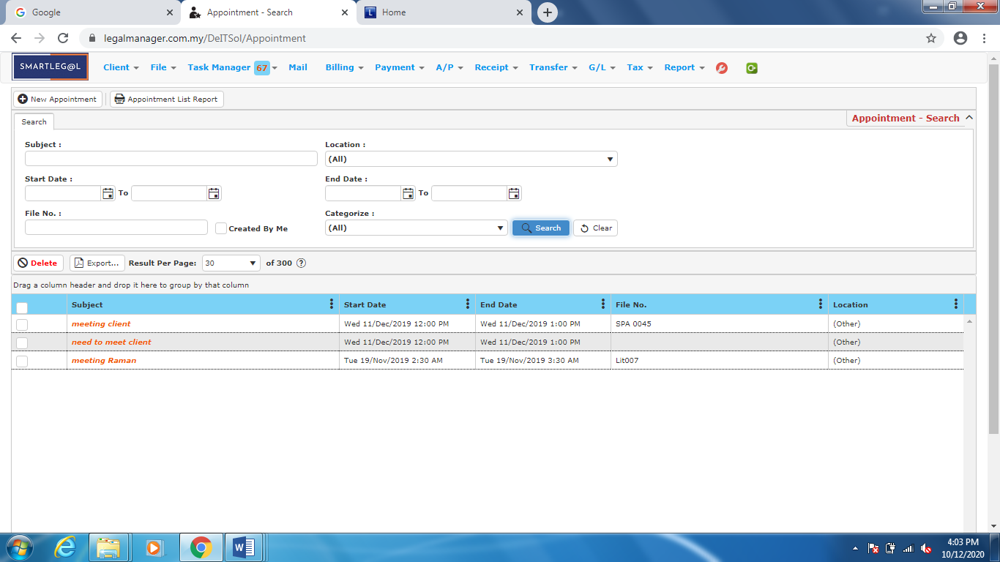 Google
Appointment - Search
Home
legalmanager.com.my/DeITSol/Appointment
SMARTLEG@L Client File Task Manager 67 Mail Billing Payment A/P Receipt Transfer G/L Tax Report
New Appointment Appointment List Report
Search Appointment - Search
Subject : Location :
(All)
Start Date : End Date :
To To
File No. : Categorize :
Created By Me (All) Search Clear
Delete Export... Result Per Page: 30 of 300 ?
Drag a column header and drop it here to group by that column
Subject Start Date End Date File No. Location
meeting client Wed 11/Dec/2019 12:00 PM Wed 11/Dec/2019 1:00 PM SPA 0045 (Other)
need to meet client Wed 11/Dec/2019 12:00 PM Wed 11/Dec/2019 1:00 PM (Other)
meeting Raman Tue 19/Nov/2019 2:30 AM Tue 19/Nov/2019 3:30 AM Lit007 (Other)
4:03 PM
10/12/2020